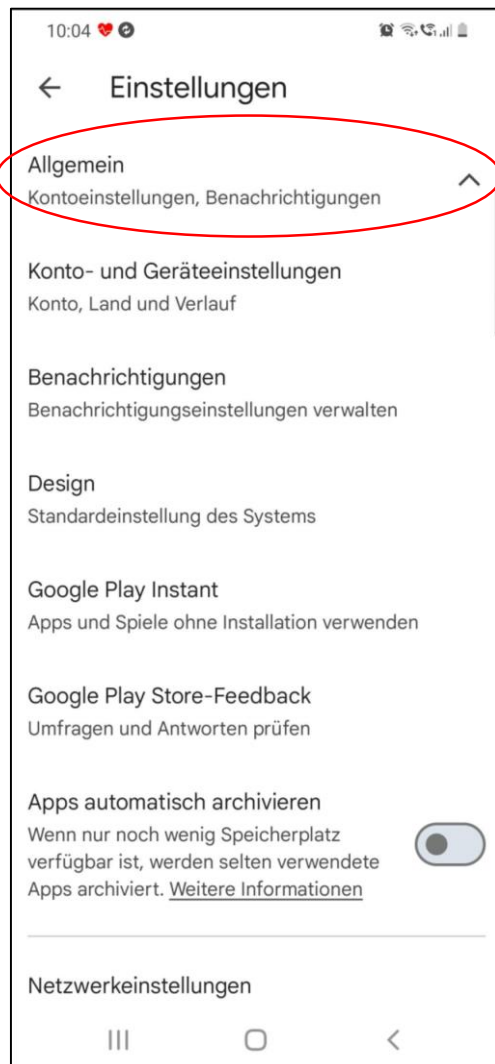 10:04
Einstellungen
Allgemein
Kontoeinstellungen, Benachrichtigungen
Konto- und Geräteeinstellungen
Konto, Land und Verlauf
Benachrichtigungen
Benachrichtigungseinstellungen verwalten
Design
Standardeinstellung des Systems
Google Play Instant
Apps und Spiele ohne Installation verwenden
Google Play Store-Feedback
Umfragen und Antworten prüfen
Apps automatisch archivieren
Wenn nur noch wenig Speicherplatz
verfügbar ist, werden selten verwendete
Apps archiviert. Weitere Informationen
Netzwerkeinstellungen